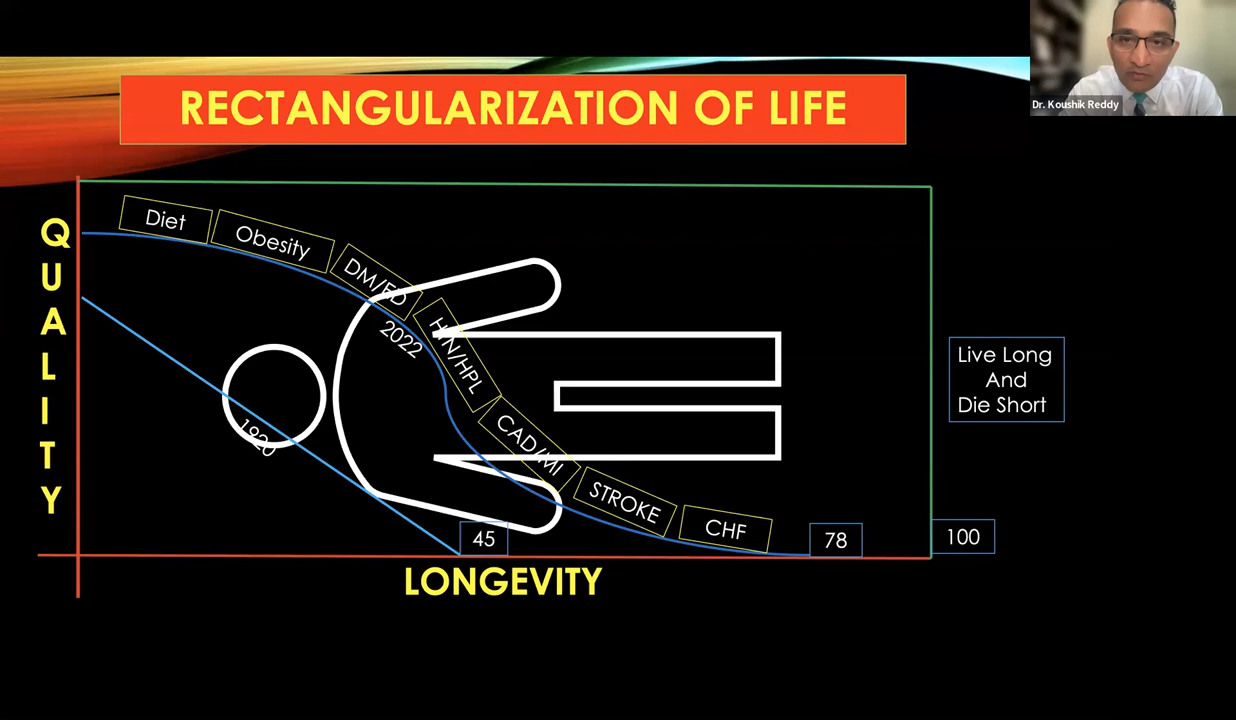 Dr. Koushik Reddy
RECTANGULARIZATION OF LIFE
QUALITY
Diet
Obesity
DM/ED
2022
HTN/HPL
CAD/MI
STROKE
CHF
1920
45
78
100
Live Long
And
Die Short
LONGEVITY